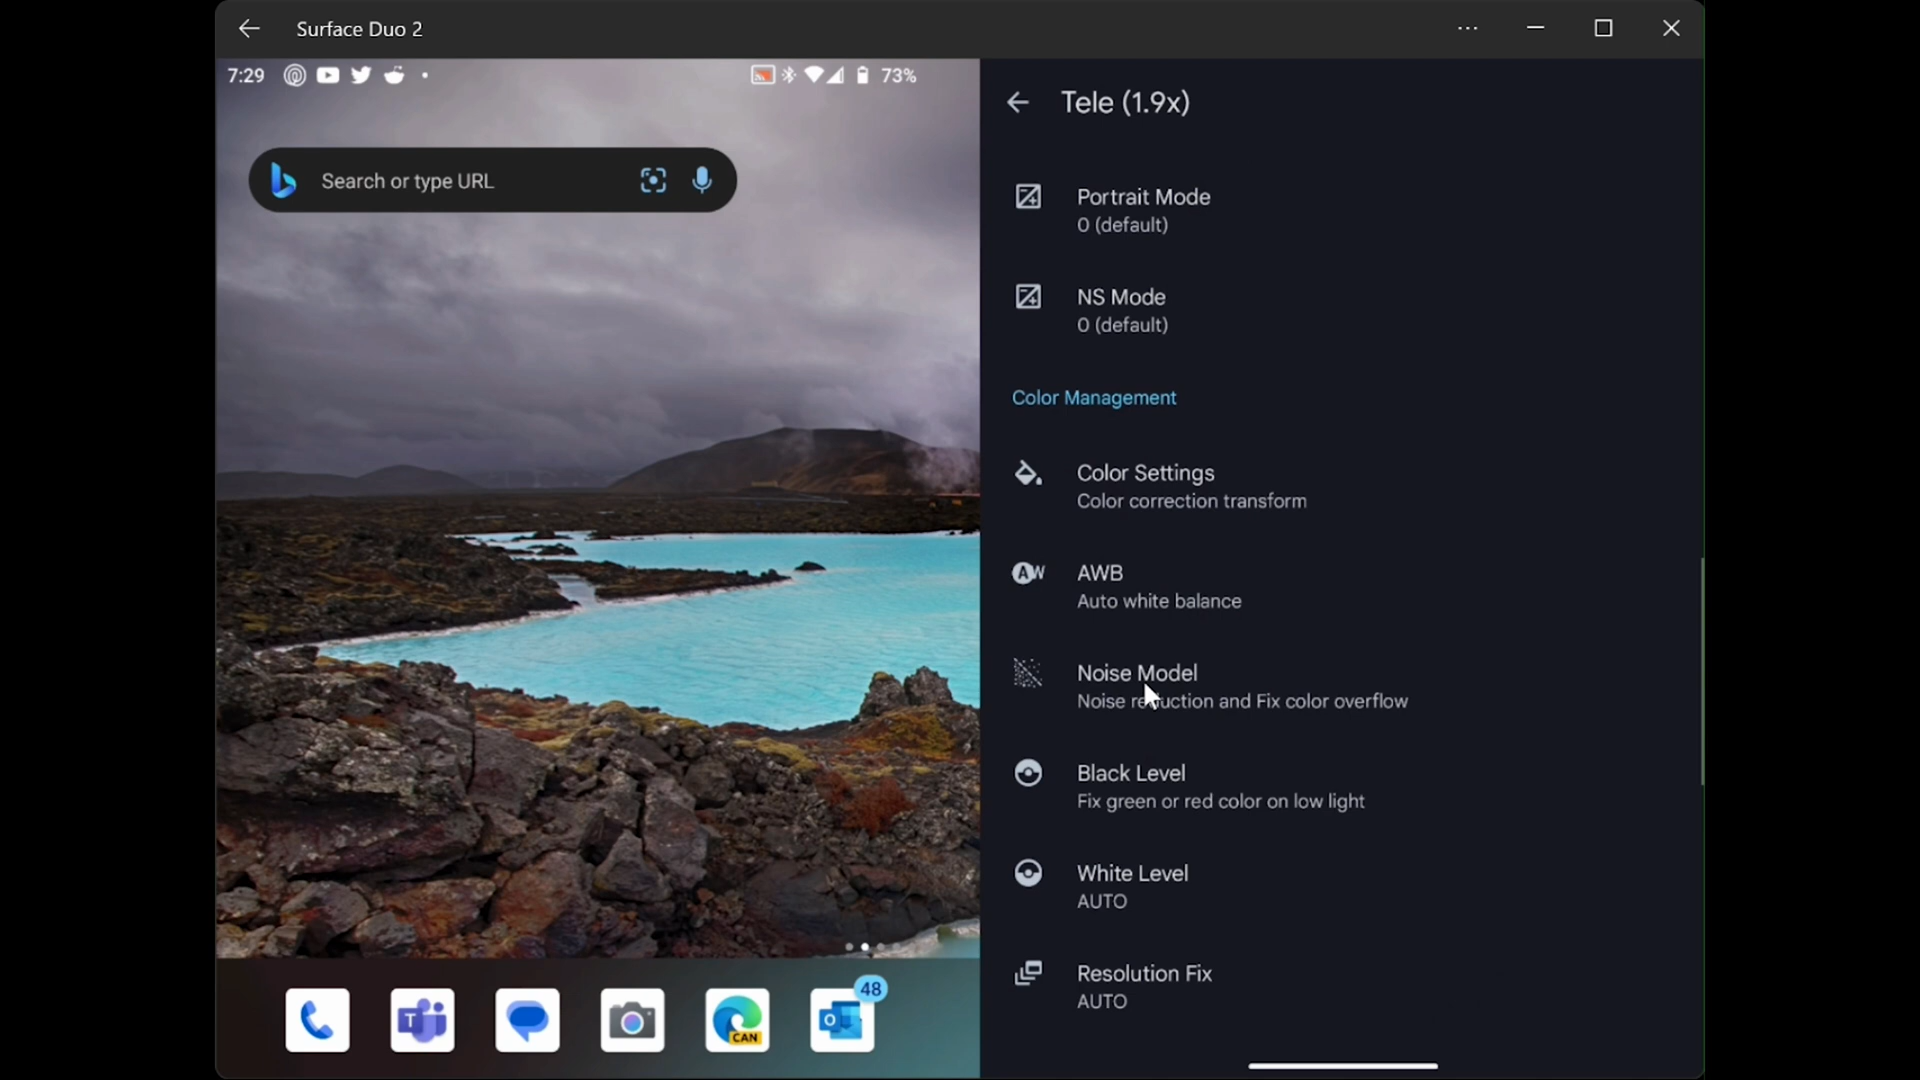 Surface Duo 2
7:29
73%
Search or type URL
CAN
48
Tele (1.9x)
Portrait Mode
0 (default)
NS Mode
0 (default)
Color Management
Color Settings
Color correction transform
AW
AWB
Auto white balance
Noise Model
Noise reduction and Fix color overflow
Black Level
Fix green or red color on low light
White Level
AUTO
Resolution Fix
AUTO